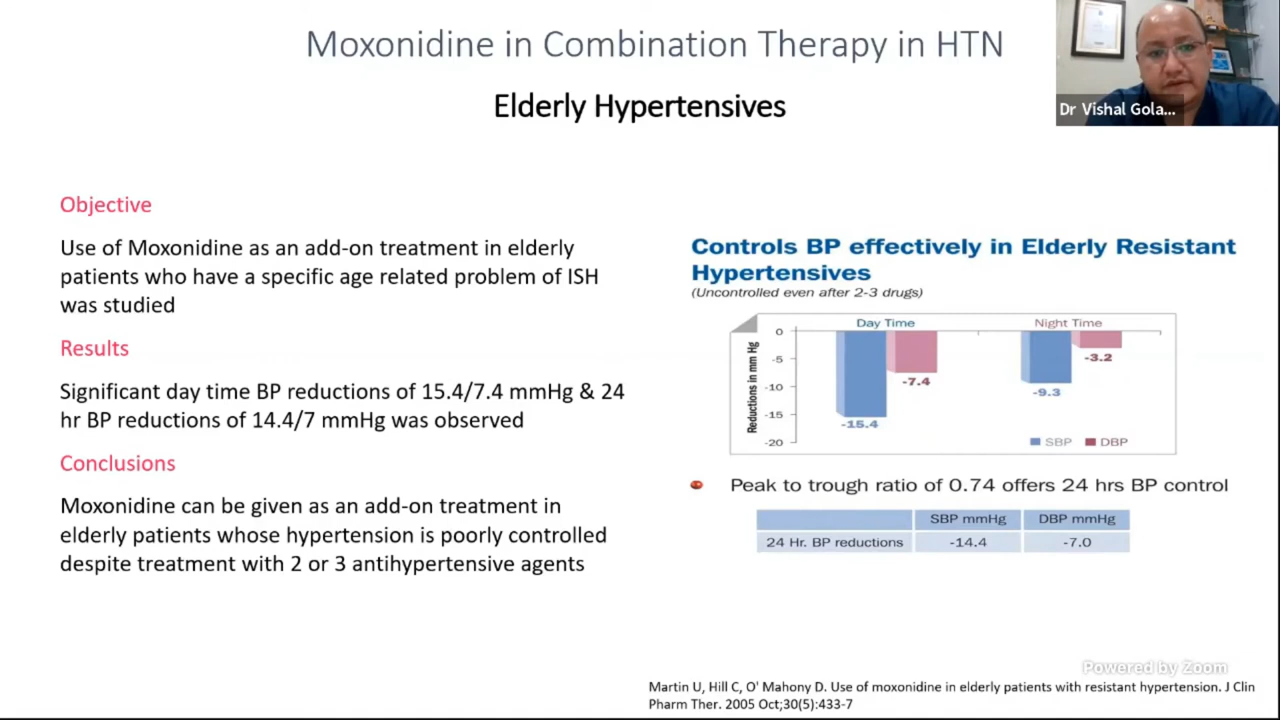 Moxonidine in Combination Therapy in HTN
Elderly Hypertensives
Dr Vishal Gola...
Objective
Use of Moxonidine as an add-on treatment in elderly
patients who have a specific age related problem of ISH
was studied
Results
Significant day time BP reductions of 15.4/7.4 mmHg & 24
hr BP reductions of 14.4/7 mmHg was observed
Conclusions
Moxonidine can be given as an add-on treatment in
elderly patients whose hypertension is poorly controlled
despite treatment with 2 or 3 antihypertensive agents
Controls BP effectively in Elderly Resistant
Hypertensives
(Uncontrolled even after 2-3 drugs)
Day Time Night Time
Reductions in mm Hg
0
-5
-10
-15
-20
-15.4
-7.4
-9.3
-3.2
SBP DBP
Peak to trough ratio of 0.74 offers 24 hrs BP control
SBP mmHg DBP mmHg
24 Hr. BP reductions -14.4 -7.0
Powered by Zoom
Martin U, Hill C, O' Mahony D. Use of moxonidine in elderly patients with resistant hypertension. J Clin
Pharm Ther. 2005 Oct;30(5):433-7